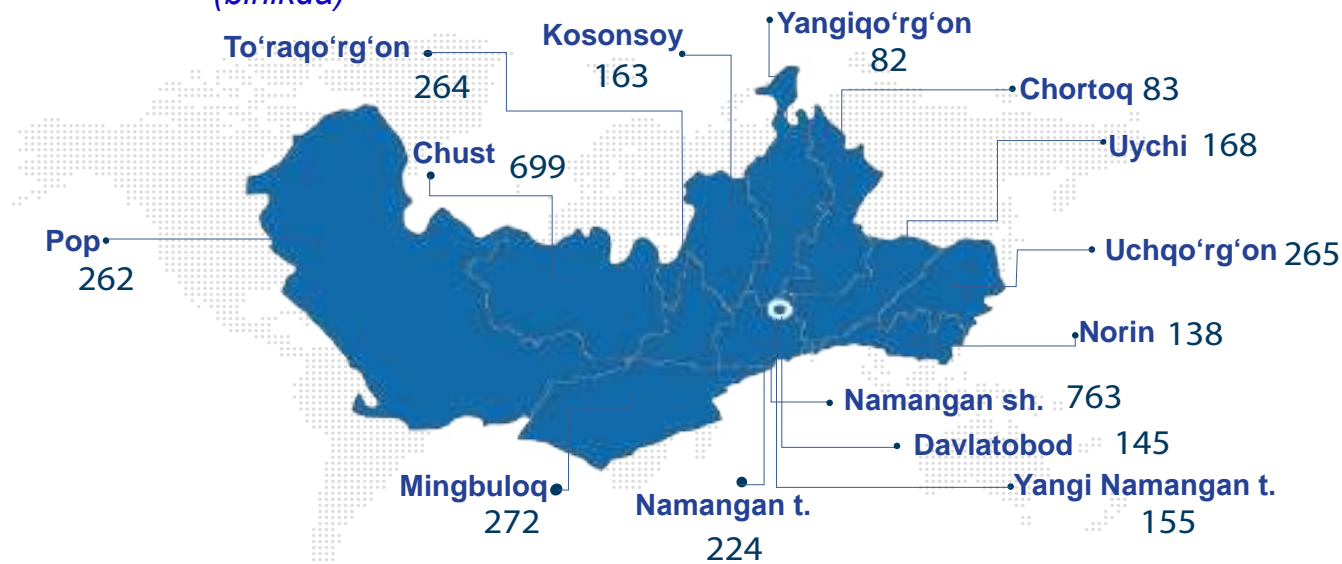 (birlikda)
Yangiqo‘rg‘on
82
To‘raqo‘rg‘on
264
Kosonsoy
163
Chortoq 83
Chust 699
Uychi 168
Pop
262
Uchqo‘rg‘on 265
Norin 138
Namangan sh. 763
Davlatobod 145
Mingbuloq
272
Namangan t.
224
Yangi Namangan t.
155